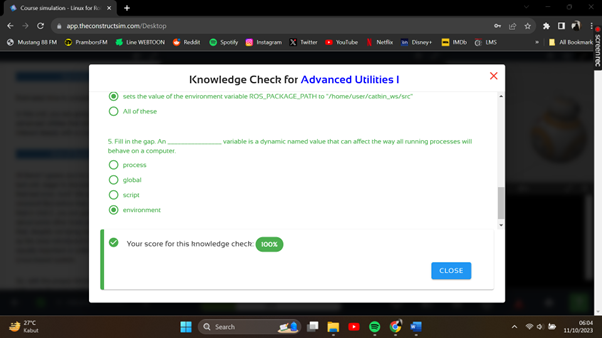 Course simulation - Linux for Ro
app.theconstructsim.com/Desktop
Mustang 88 FM
PramborsFM
Line WEBTOON
Reddit
Spotify
Instagram
Twitter
YouTube
Netflix
Disney+
IMDb
LMS
»
All Bookmarks
screenrec
Knowledge Check for Advanced Utilities I
sets the value of the environment variable ROS_PACKAGE_PATH to "/home/user/catkin_ws/src"
All of these
5. Fill in the gap. An ________________ variable is a dynamic named value that can affect the way all running processes will
behave on a computer.
process
global
script
environment
Your score for this knowledge check: 100%
CLOSE
27°C
Kabut
Search
06:04
11/10/2023